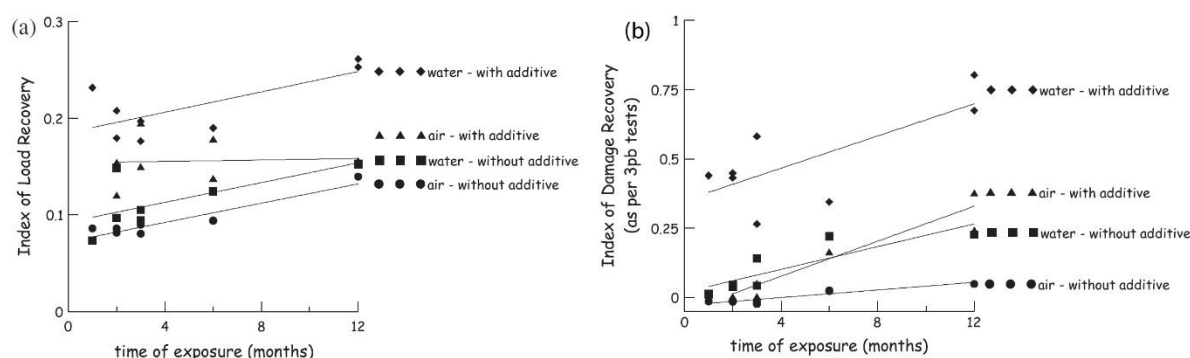 (a)
0.3
0.2
0.1
0
0
4
8
12
Index of Load Recovery
time of exposure (months)
water - with additive
air - with additive
water - without additive
air - without additive
(b)
1
0.75
0.5
0.25
0
0
4
8
12
Index of Damage Recovery
(as per 3pb tests)
time of exposure (months)
water - with additive
air - with additive
water - without additive
air - without additive